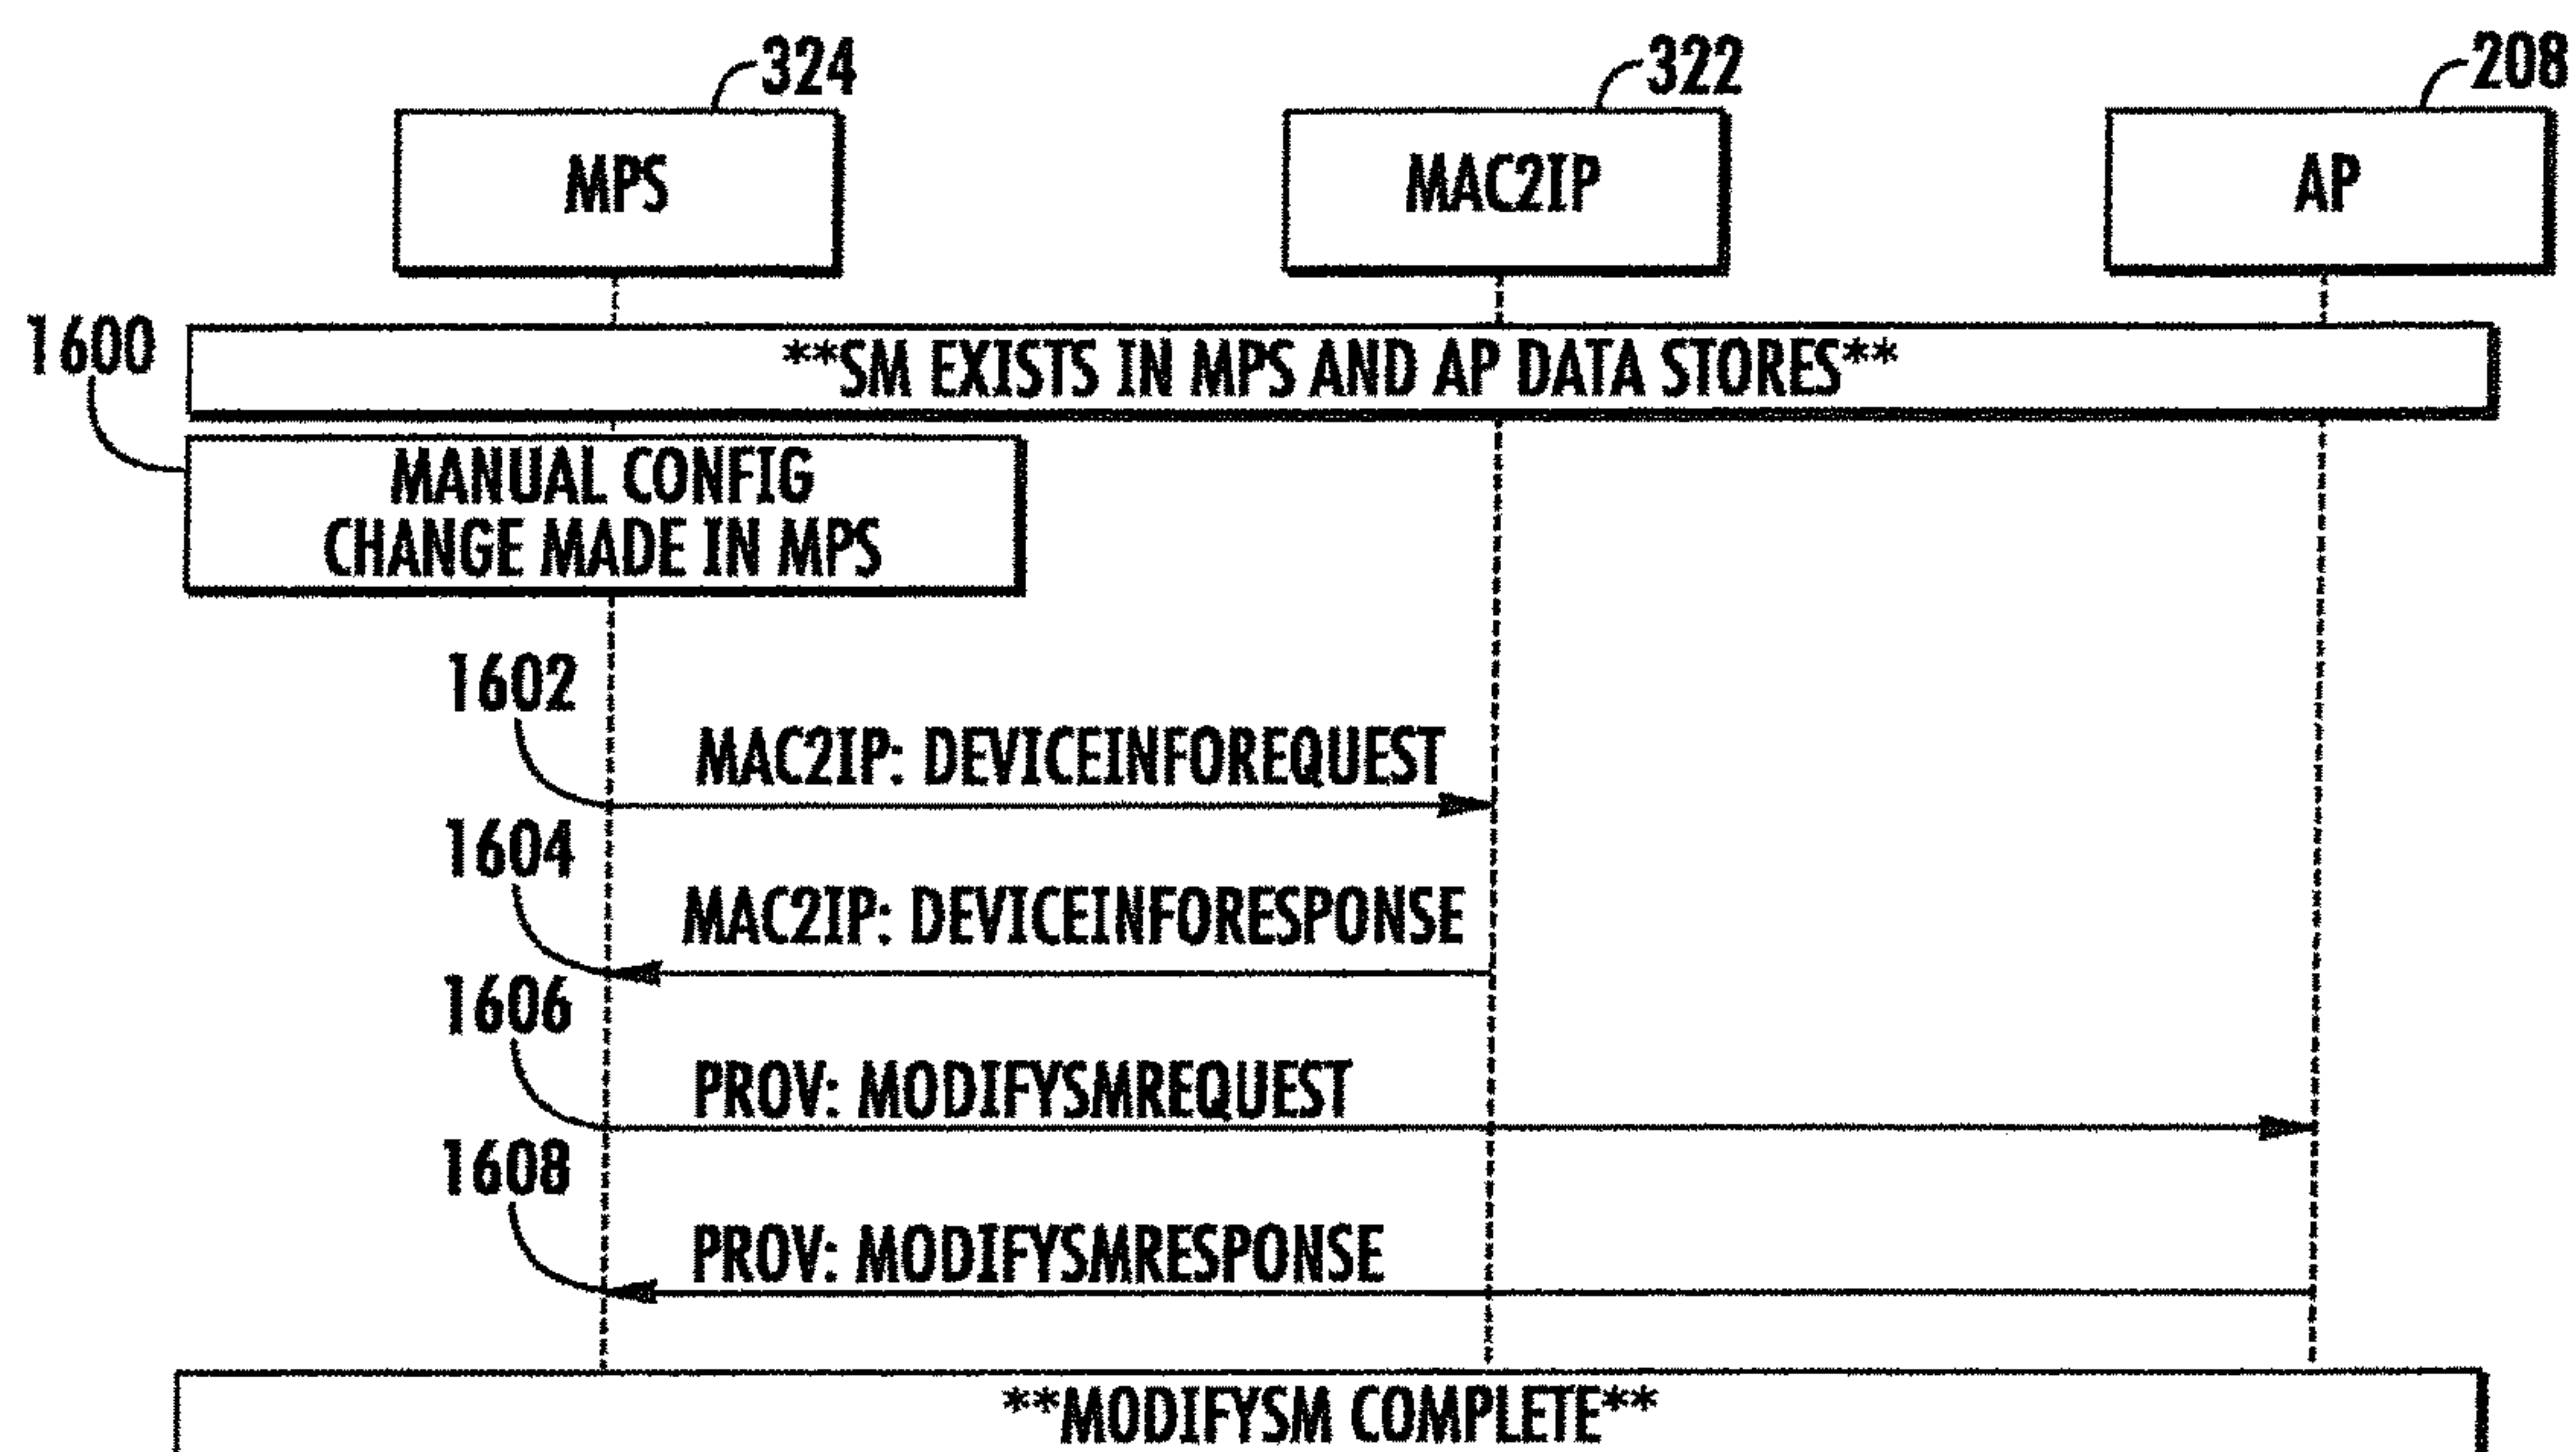 324
322
208
MPS
MAC2IP
AP
1600
**SM EXISTS IN MPS AND AP DATA STORES**
MANUAL CONFIG
CHANGE MADE IN MPS
1602
MAC2IP: DEVICEINFOREQUEST
1604
MAC2IP: DEVICEINFORESPONSE
1606
PROV: MODIFYSMREQUEST
1608
PROV: MODIFYSMRESPONSE
**MODIFYSM COMPLETE**